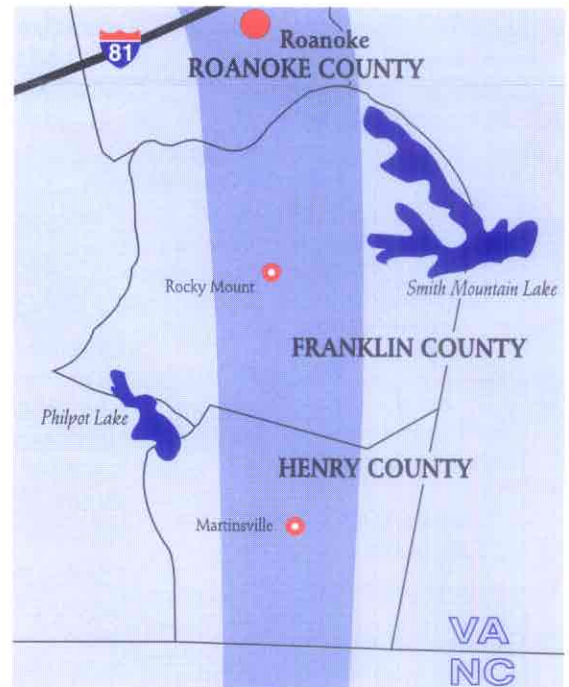 81
Roanoke
ROANOKE COUNTY
Rocky Mount
Smith Mountain Lake
FRANKLIN COUNTY
Philpot Lake
HENRY COUNTY
Martinsville
VA
NC